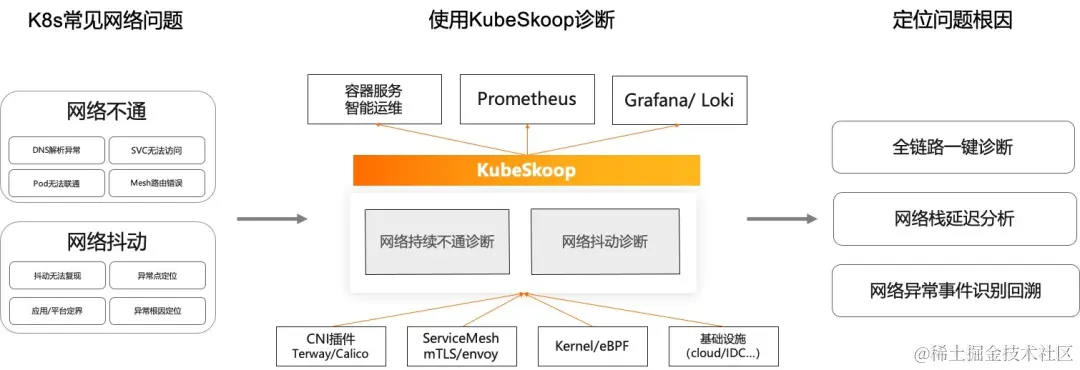 K8s常见网络问题
使用KubeSkoop诊断
定位问题根因
网络不通
DNS解析异常
SVC无法访问
Pod无法联通
Mesh路由错误
网络抖动
抖动无法复现
异常点定位
应用/平台定界
异常根因定位
容器服务
智能运维
Prometheus
Grafana/ Loki
KubeSkoop
网络持续不通诊断
网络抖动诊断
CNI插件
Terway/Calico
ServiceMesh
mTLS/envoy
Kernel/eBPF
基础设施
(cloud/IDC...)
全链路一键诊断
网络栈延迟分析
网络异常事件识别回溯
@稀土掘金技术社区